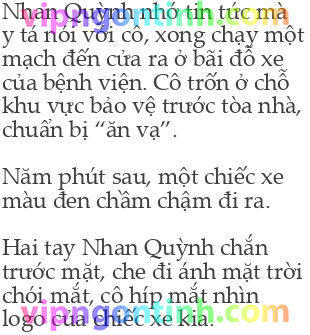 vipngontinh.com
Nhan Quỳnh nhớ tin tức mà
y tá nói với cô, xong chạy một
mạch đến cửa ra ở bãi đỗ xe
của bệnh viện. Cô trốn ở chỗ
khu vực bảo vệ trước tòa nhà,
chuẩn bị “ăn vạ”.
Năm phút sau, một chiếc xe
màu đen chầm chậm đi ra.
Hai tay Nhan Quỳnh chắn
trước mặt, che đi ánh mặt trời
chói mắt, cô híp mắt nhìn
logo của chiếc xe kia.
vipngontinh.com